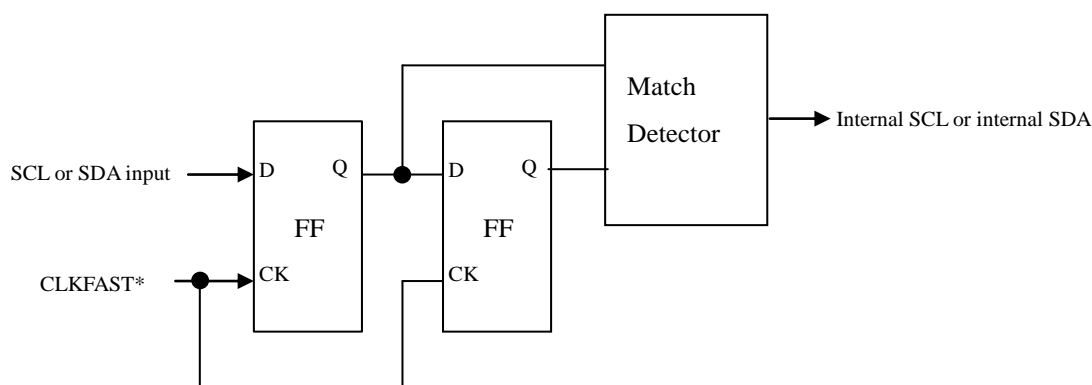 Match
Detector
Internal SCL or internal SDA
SCL or SDA input
D
Q
D
Q
FF
FF
CLKFAST*
CK
CK